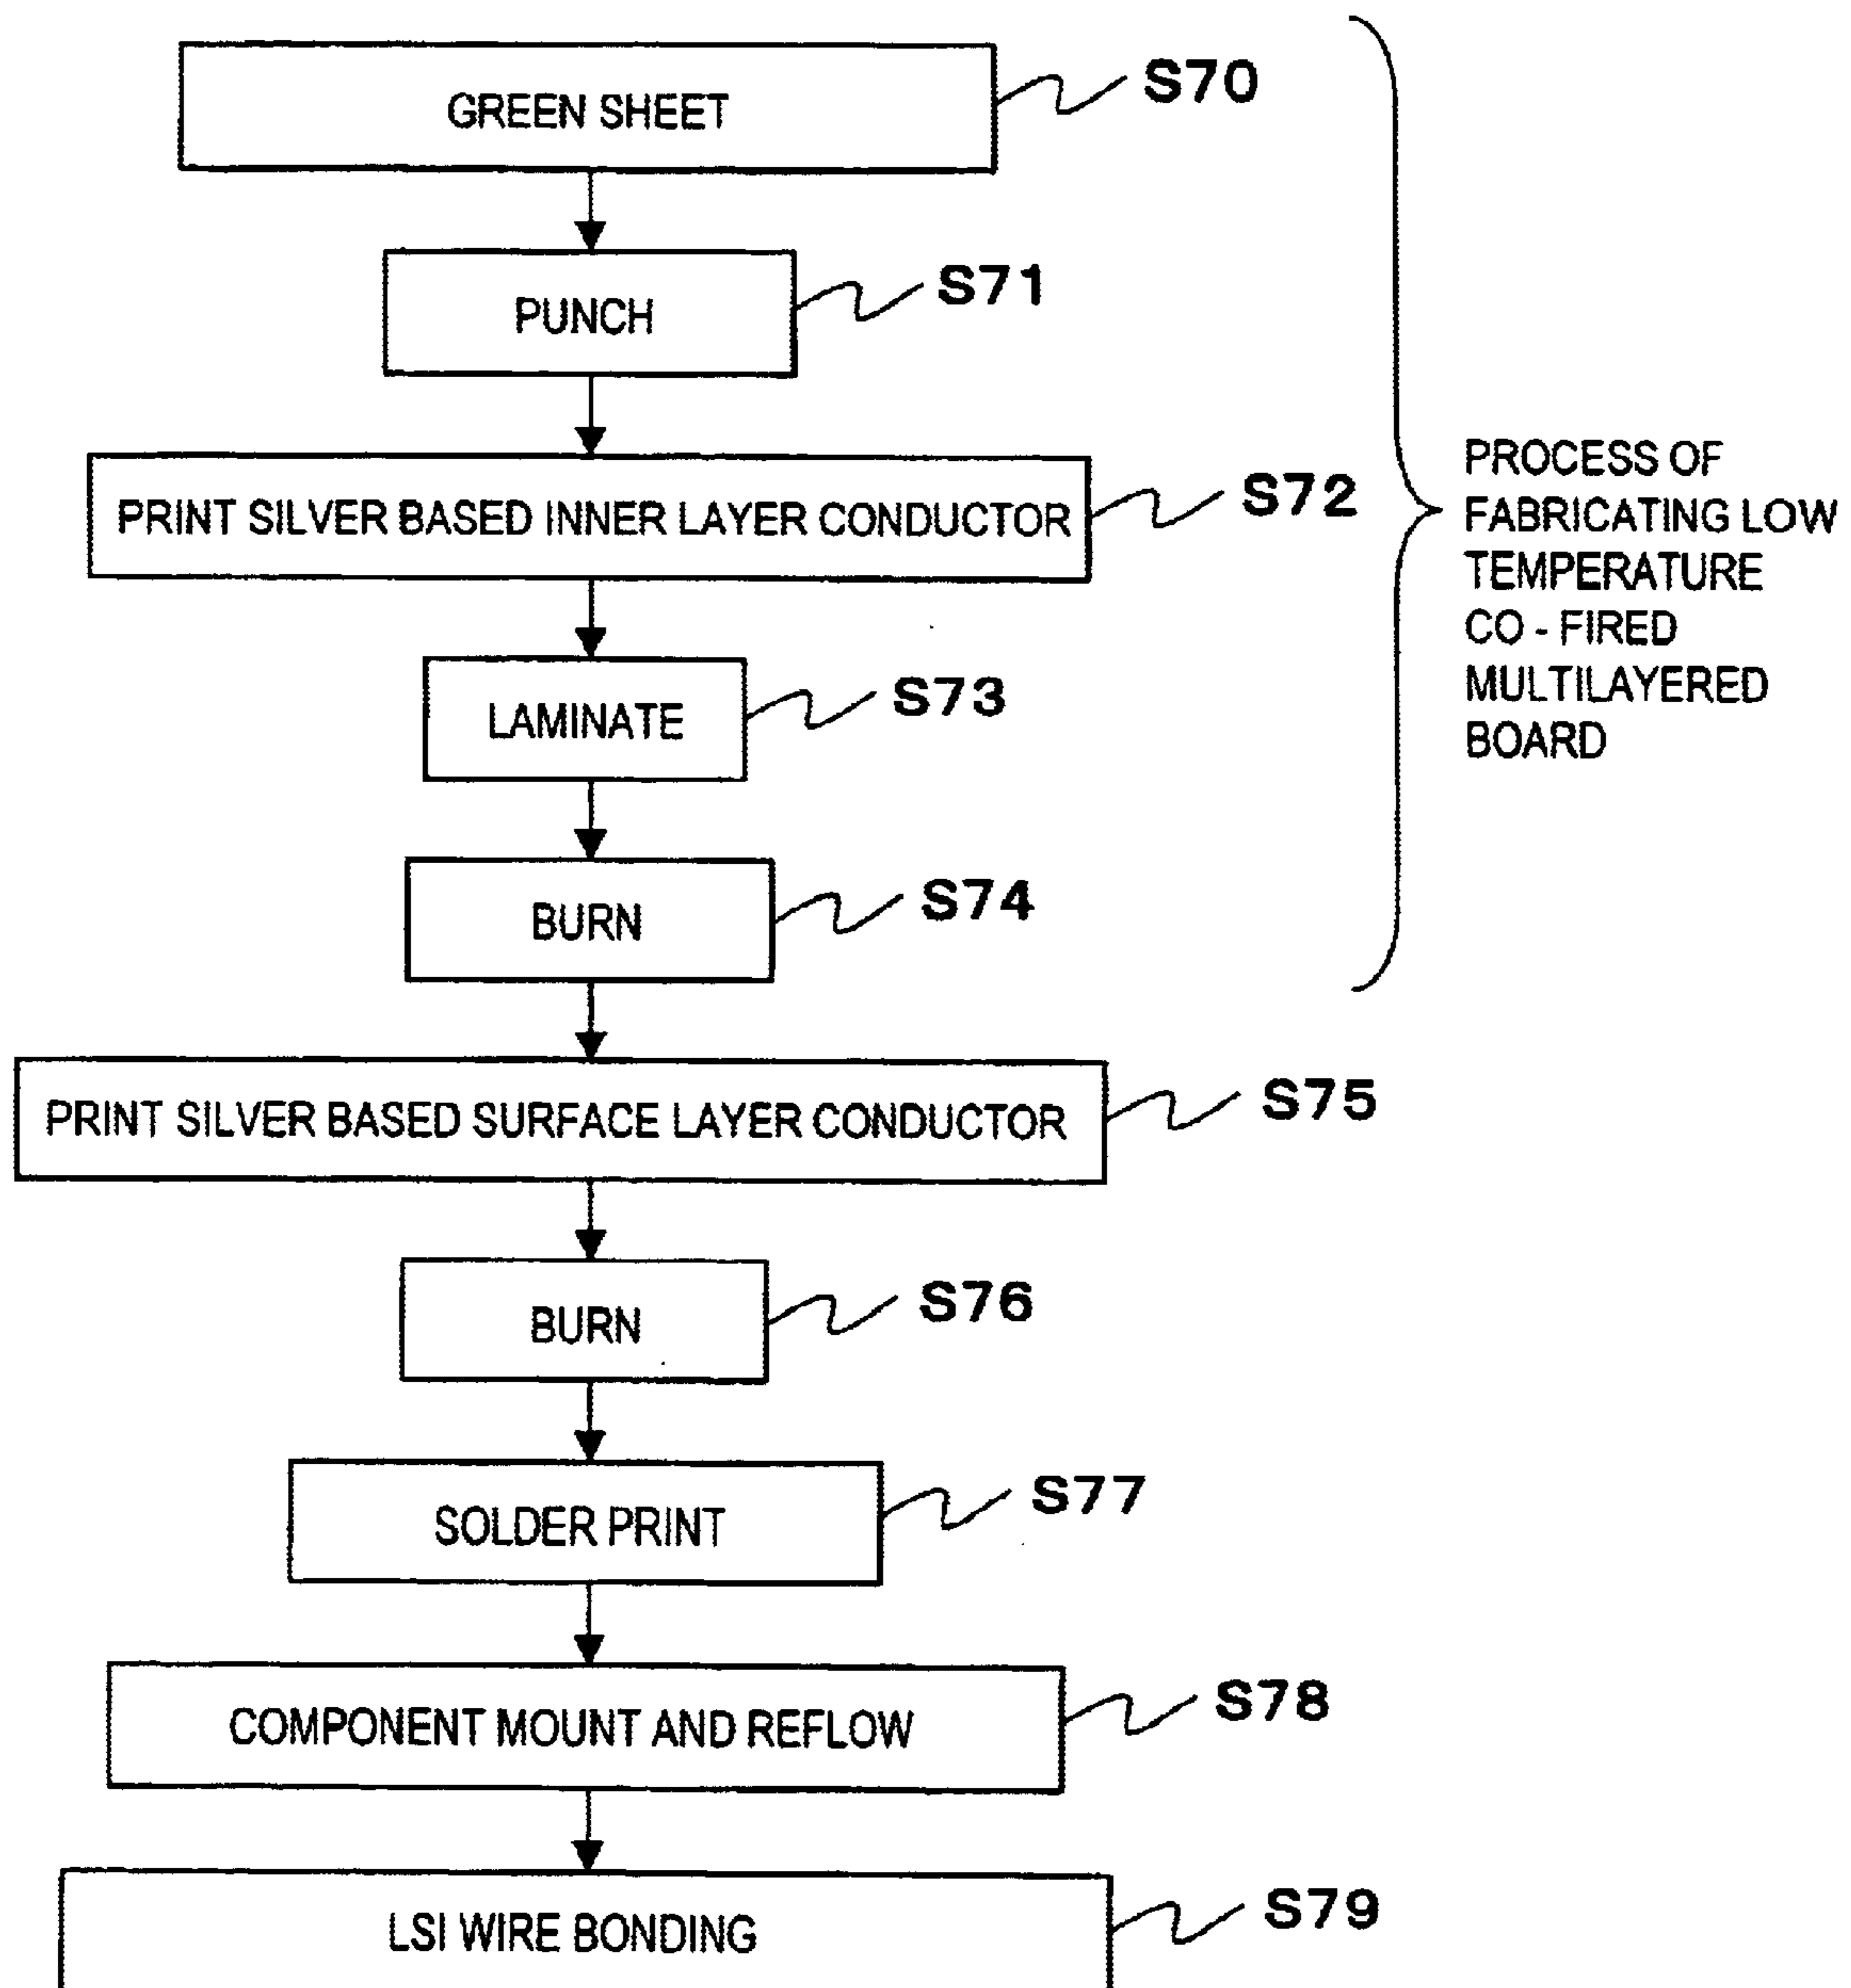 GREEN SHEET
S70
PUNCH
S71
PRINT SILVER BASED INNER LAYER CONDUCTOR
S72
LAMINATE
S73
BURN
S74
PROCESS OF
FABRICATING LOW
TEMPERATURE
CO - FIRED
MULTILAYERED
BOARD
PRINT SILVER BASED SURFACE LAYER CONDUCTOR
S75
BURN
S76
SOLDER PRINT
S77
COMPONENT MOUNT AND REFLOW
S78
LSI WIRE BONDING
S79